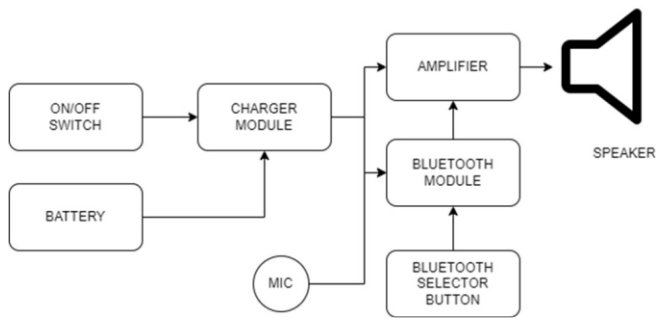 ON/OFF
SWITCH
BATTERY
CHARGER
MODULE
MIC
AMPLIFIER
BLUETOOTH
MODULE
BLUETOOTH
SELECTOR
BUTTON
SPEAKER